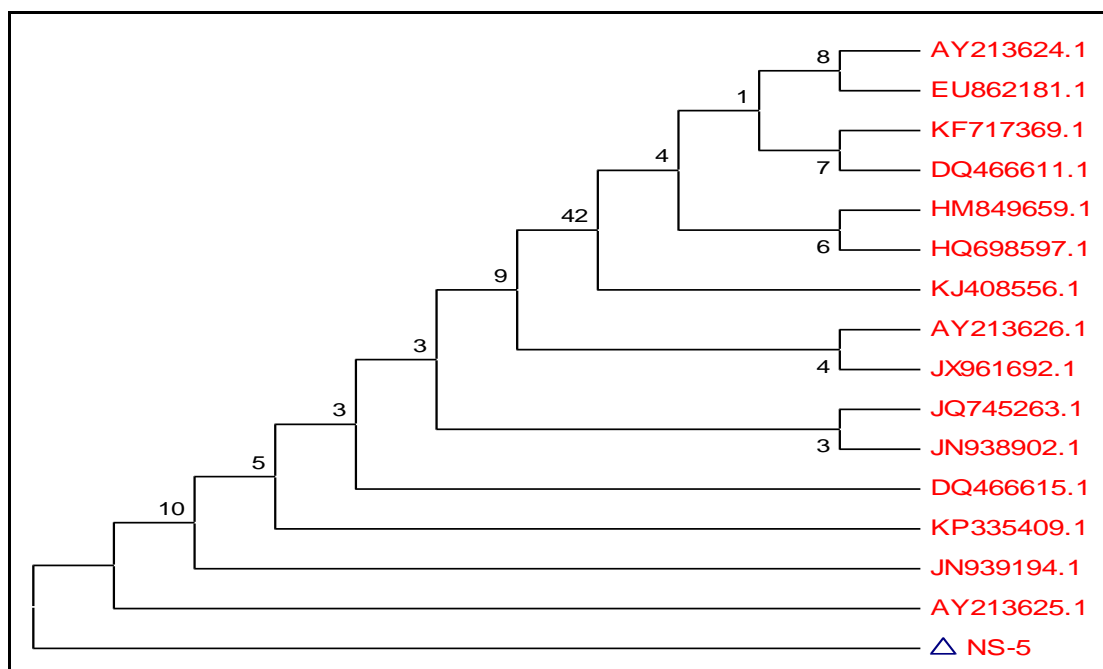 8
AY213624.1
EU862181.1
1
KF717369.1
7
DQ466611.1
4
HM849659.1
6
HQ698597.1
42
KJ408556.1
9
AY213626.1
4
JX961692.1
3
JQ745263.1
3
JN938902.1
3
DQ466615.1
5
KP335409.1
10
JN939194.1
AY213625.1
NS-5